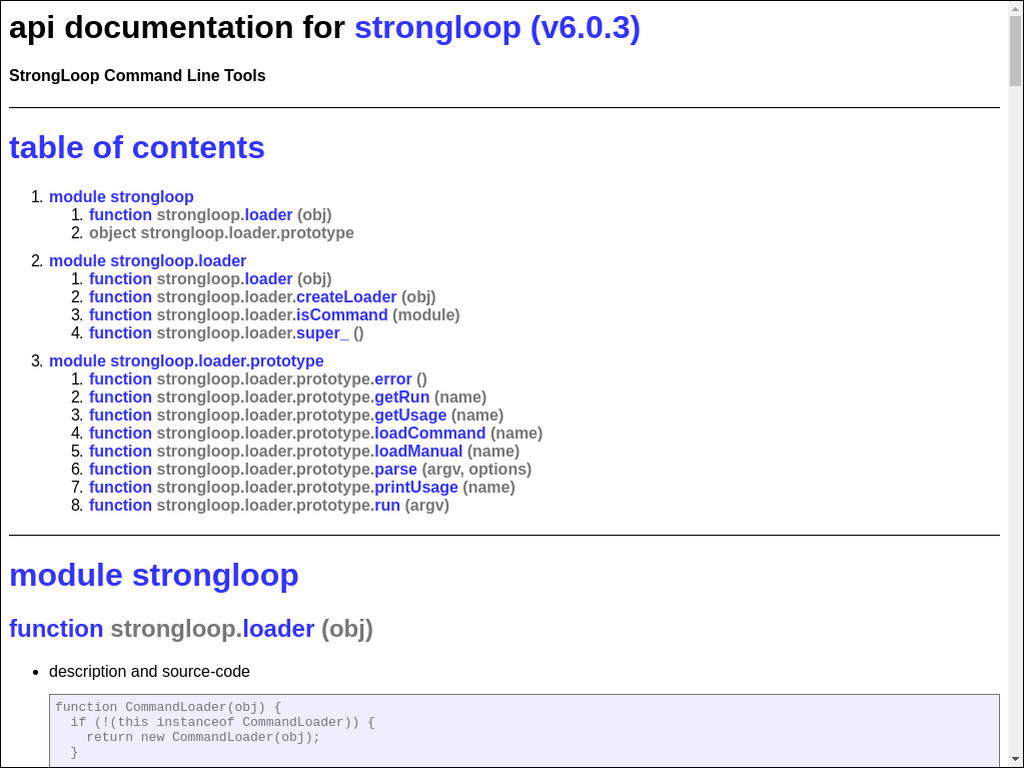 api documentation for strongloop (v6.0.3)
StrongLoop Command Line Tools
table of contents
1. module strongloop
1. function strongloop.loader (obj)
2. object strongloop.loader.prototype
2. module strongloop.loader
1. function strongloop.loader (obj)
2. function strongloop.loader.createLoader (obj)
3. function strongloop.loader.isCommand (module)
4. function strongloop.loader.super_ ()
3. module strongloop.loader.prototype
1. function strongloop.loader.prototype.error ()
2. function strongloop.loader.prototype.getRun (name)
3. function strongloop.loader.prototype.getUsage (name)
4. function strongloop.loader.prototype.loadCommand (name)
5. function strongloop.loader.prototype.loadManual (name)
6. function strongloop.loader.prototype.parse (argv, options)
7. function strongloop.loader.prototype.printUsage (name)
8. function strongloop.loader.prototype.run (argv)
module strongloop
function strongloop.loader (obj)
• description and source-code
function CommandLoader(obj) {
  if (!(this instanceof CommandLoader)) {
    return new CommandLoader(obj);
  }